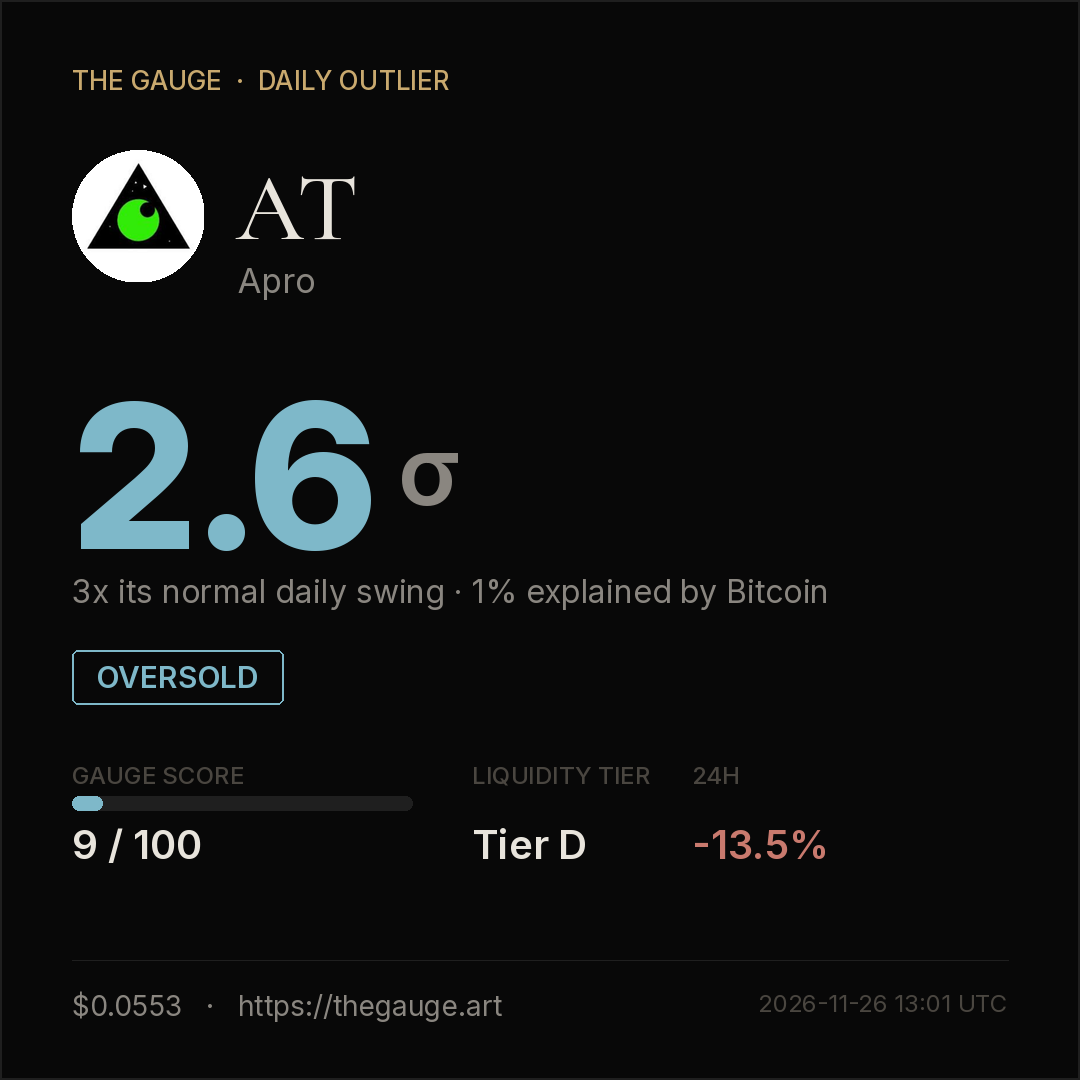 THE GAUGE · DAILY OUTLIER
AT
Apro
2.6 σ
3x its normal daily swing · 1% explained by Bitcoin
OVERSOLD
GAUGE SCORE LIQUIDITY TIER 24H
9 / 100 Tier D -13.5%
$0.0553 · https://thegauge.art 2026-11-26 13:01 UTC